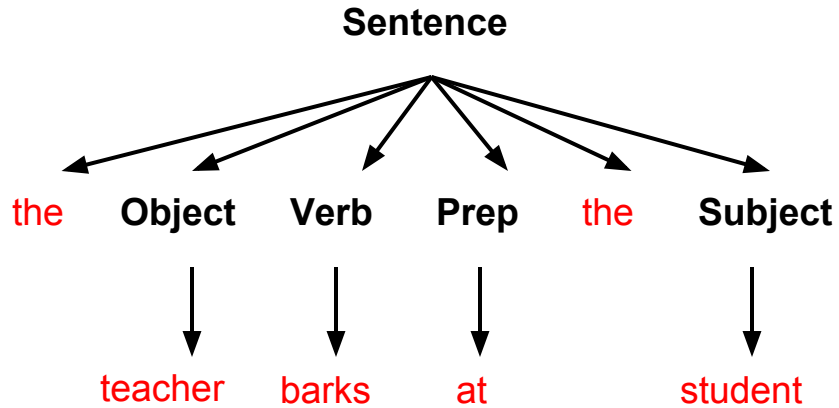 Sentence
the Object Verb Prep the Subject
teacher barks at student